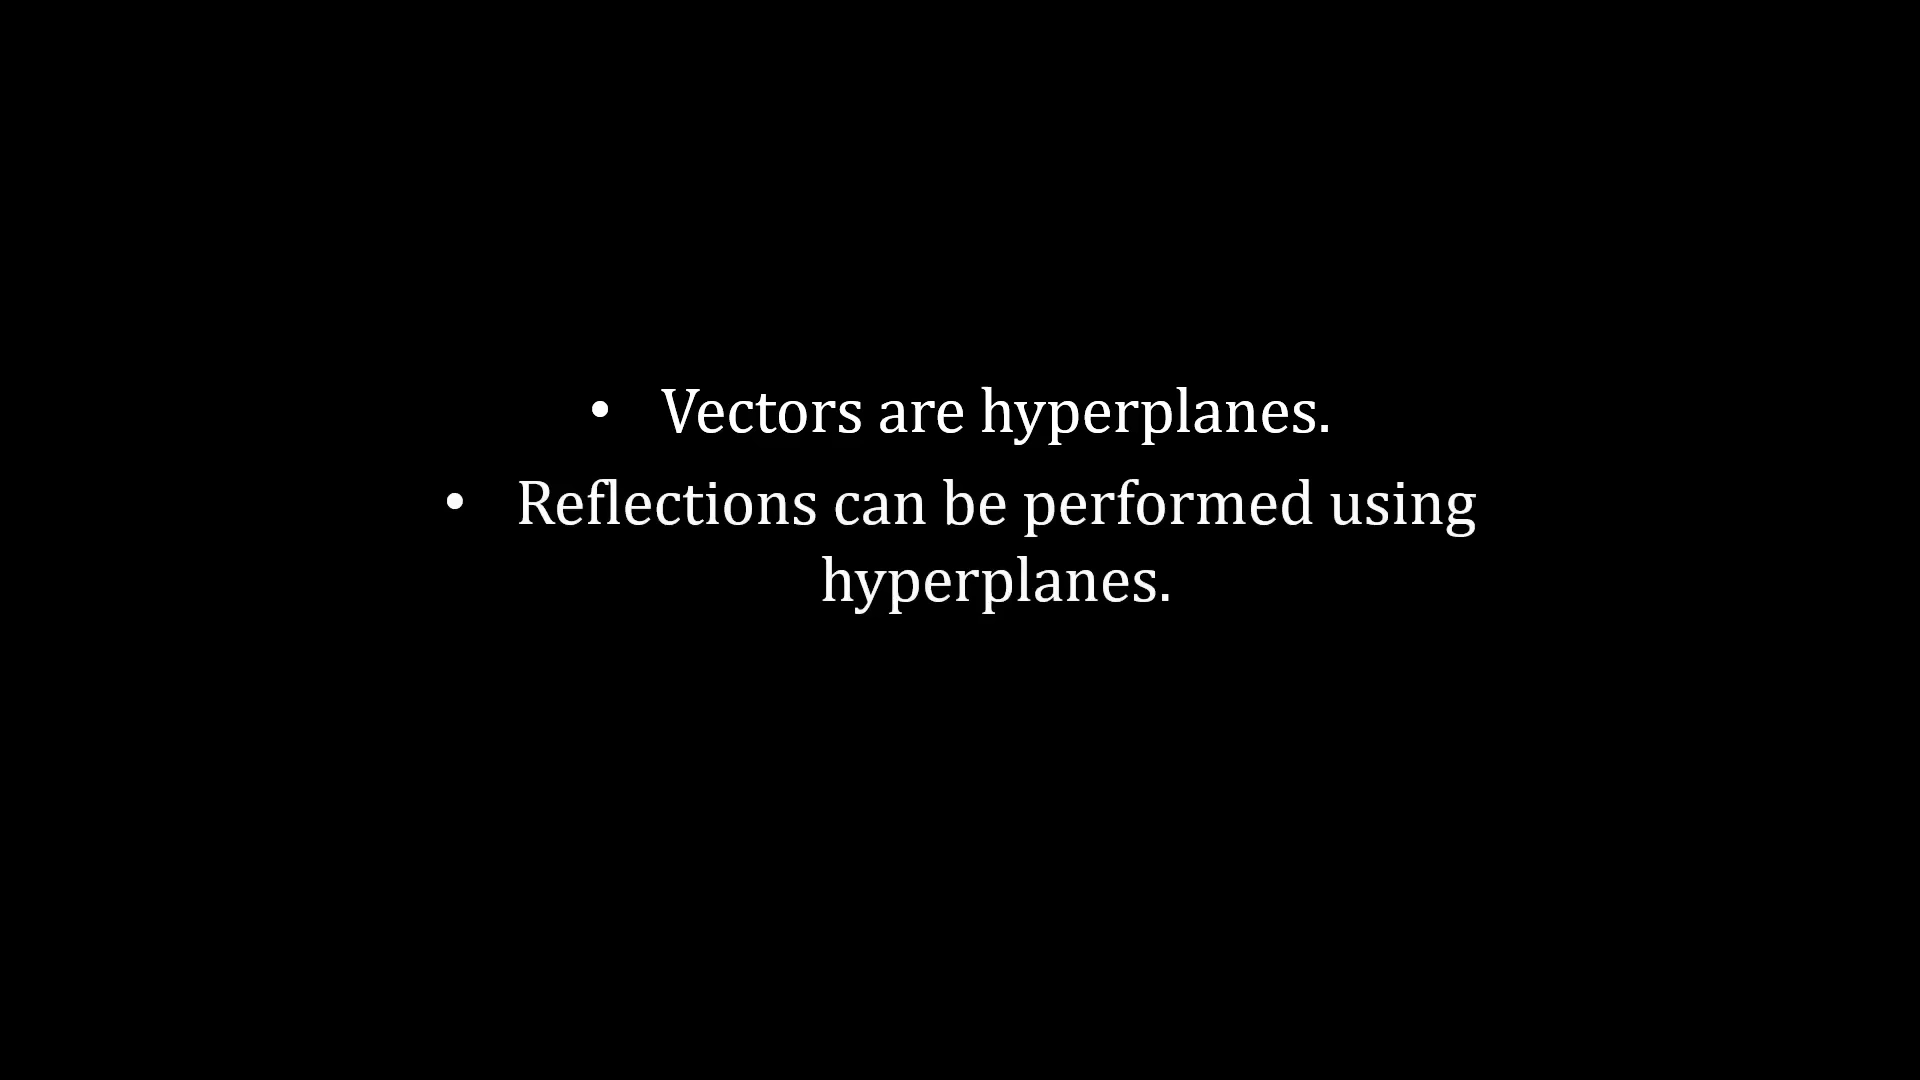 • Vectors are hyperplanes.
• Reflections can be performed using
hyperplanes.